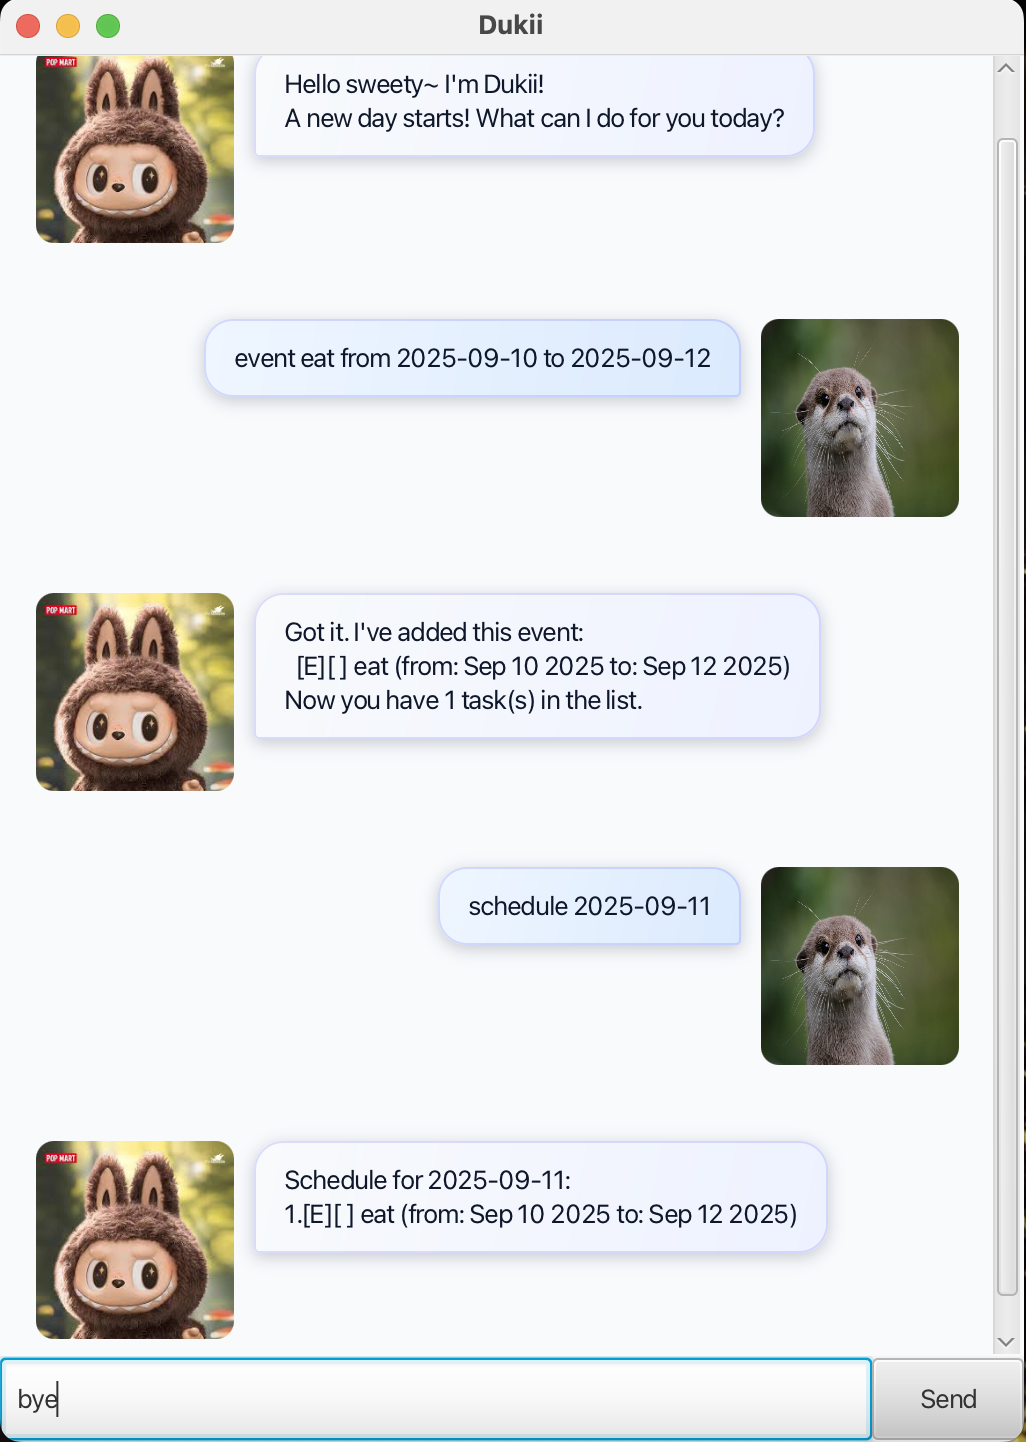 Dukii
POP MART
Hello sweety~ I'm Dukii!
A new day starts! What can I do for you today?
event eat from 2025-09-10 to 2025-09-12
POP MART
Got it. I've added this event:
[E][ ] eat (from: Sep 10 2025 to: Sep 12 2025)
Now you have 1 task(s) in the list.
schedule 2025-09-11
POP MART
Schedule for 2025-09-11:
1.[E][ ] eat (from: Sep 10 2025 to: Sep 12 2025)
bye
Send